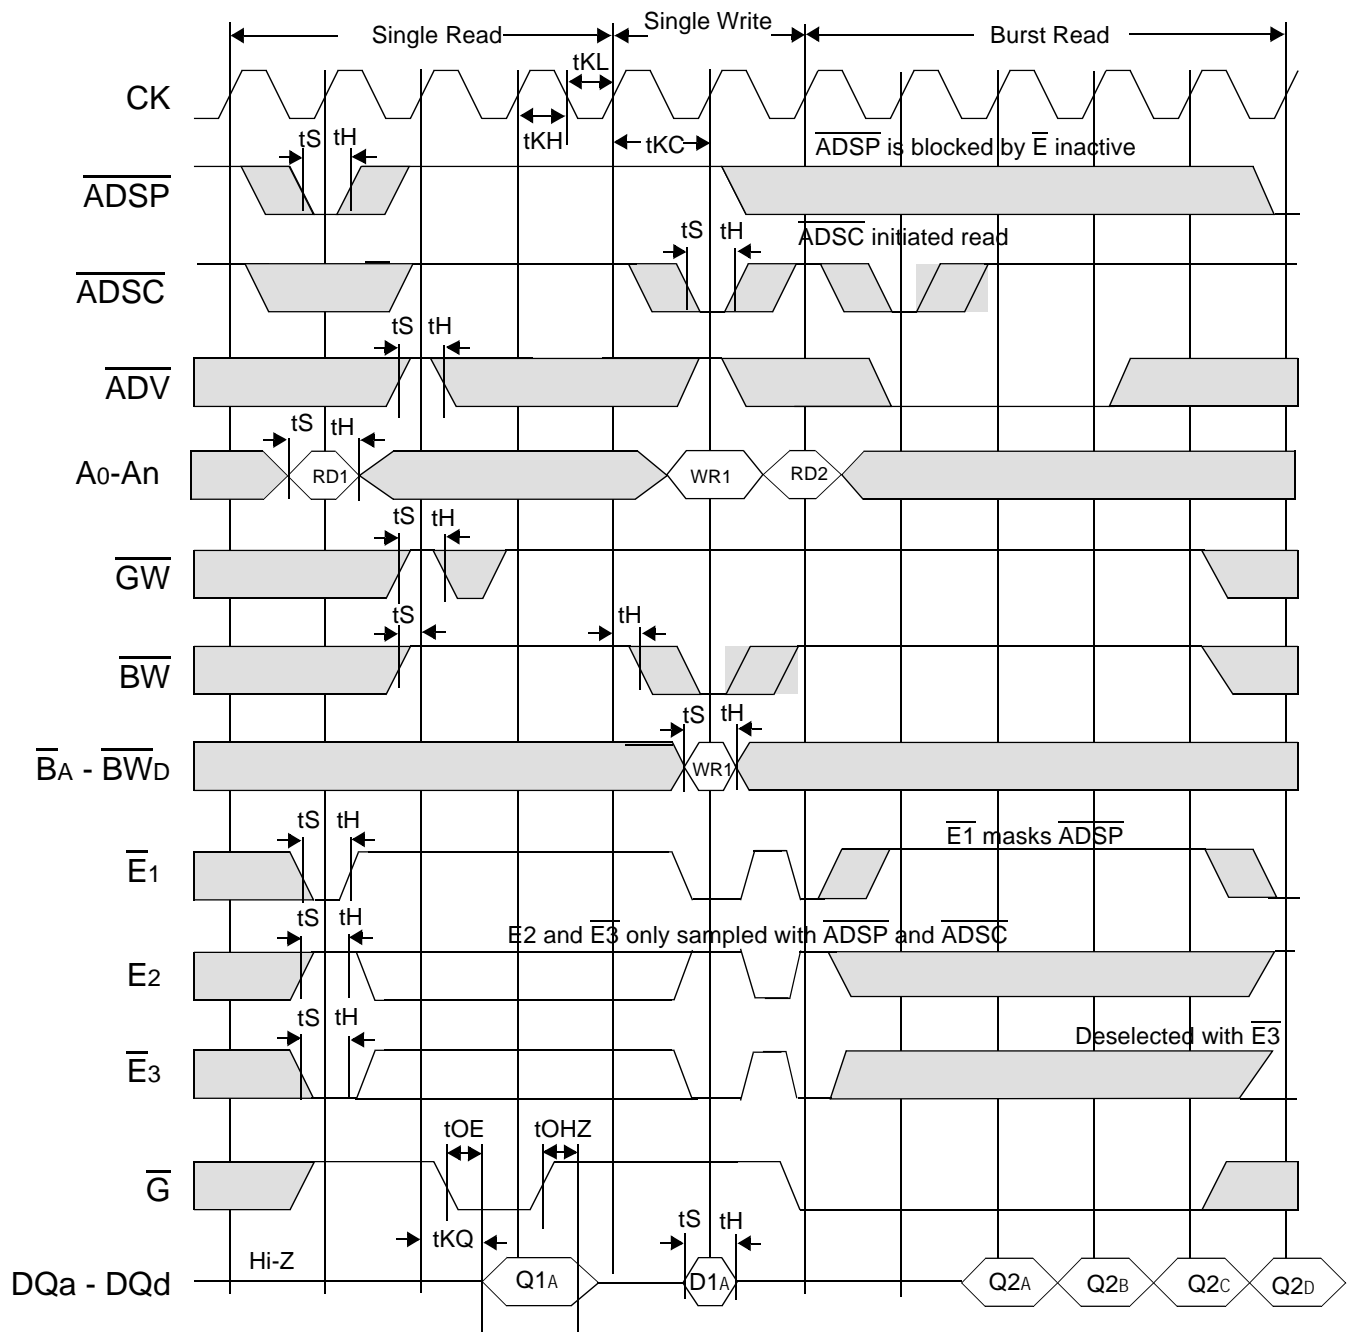 Single Read
Single Write
Burst Read
tKL
CK
tS tH
tKH
tKC
ADSP is blocked by E inactive
ADSP
tS tH
ADSC initiated read
ADSC
tS tH
ADV
tS tH
A0-An
RD1
WR1
RD2
tS tH
GW
tS
tH
BW
tS tH
BA - BWD
WR1
tS tH
E1 masks ADSP
E1
tS tH
E2 and E3 only sampled with ADSP and ADSC
E2
tS tH
Deselected with E3
E3
tOE
tOHZ
G
tKQ
tS tH
Hi-Z
DQa - DQd
Q1A
D1A
Q2A
Q2B
Q2C
Q2D